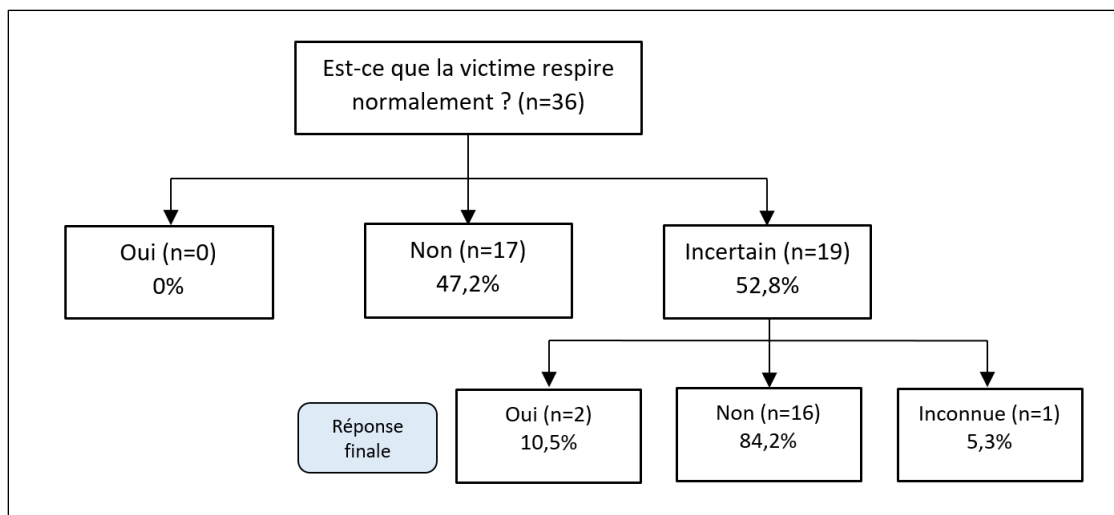 Est-ce que la victime respire
normalement ? (n=36)
Oui (n=0)
0%
Non (n=17)
47,2%
Incertain (n=19)
52,8%
Réponse
finale
Oui (n=2)
10,5%
Non (n=16)
84,2%
Inconnue (n=1)
5,3%